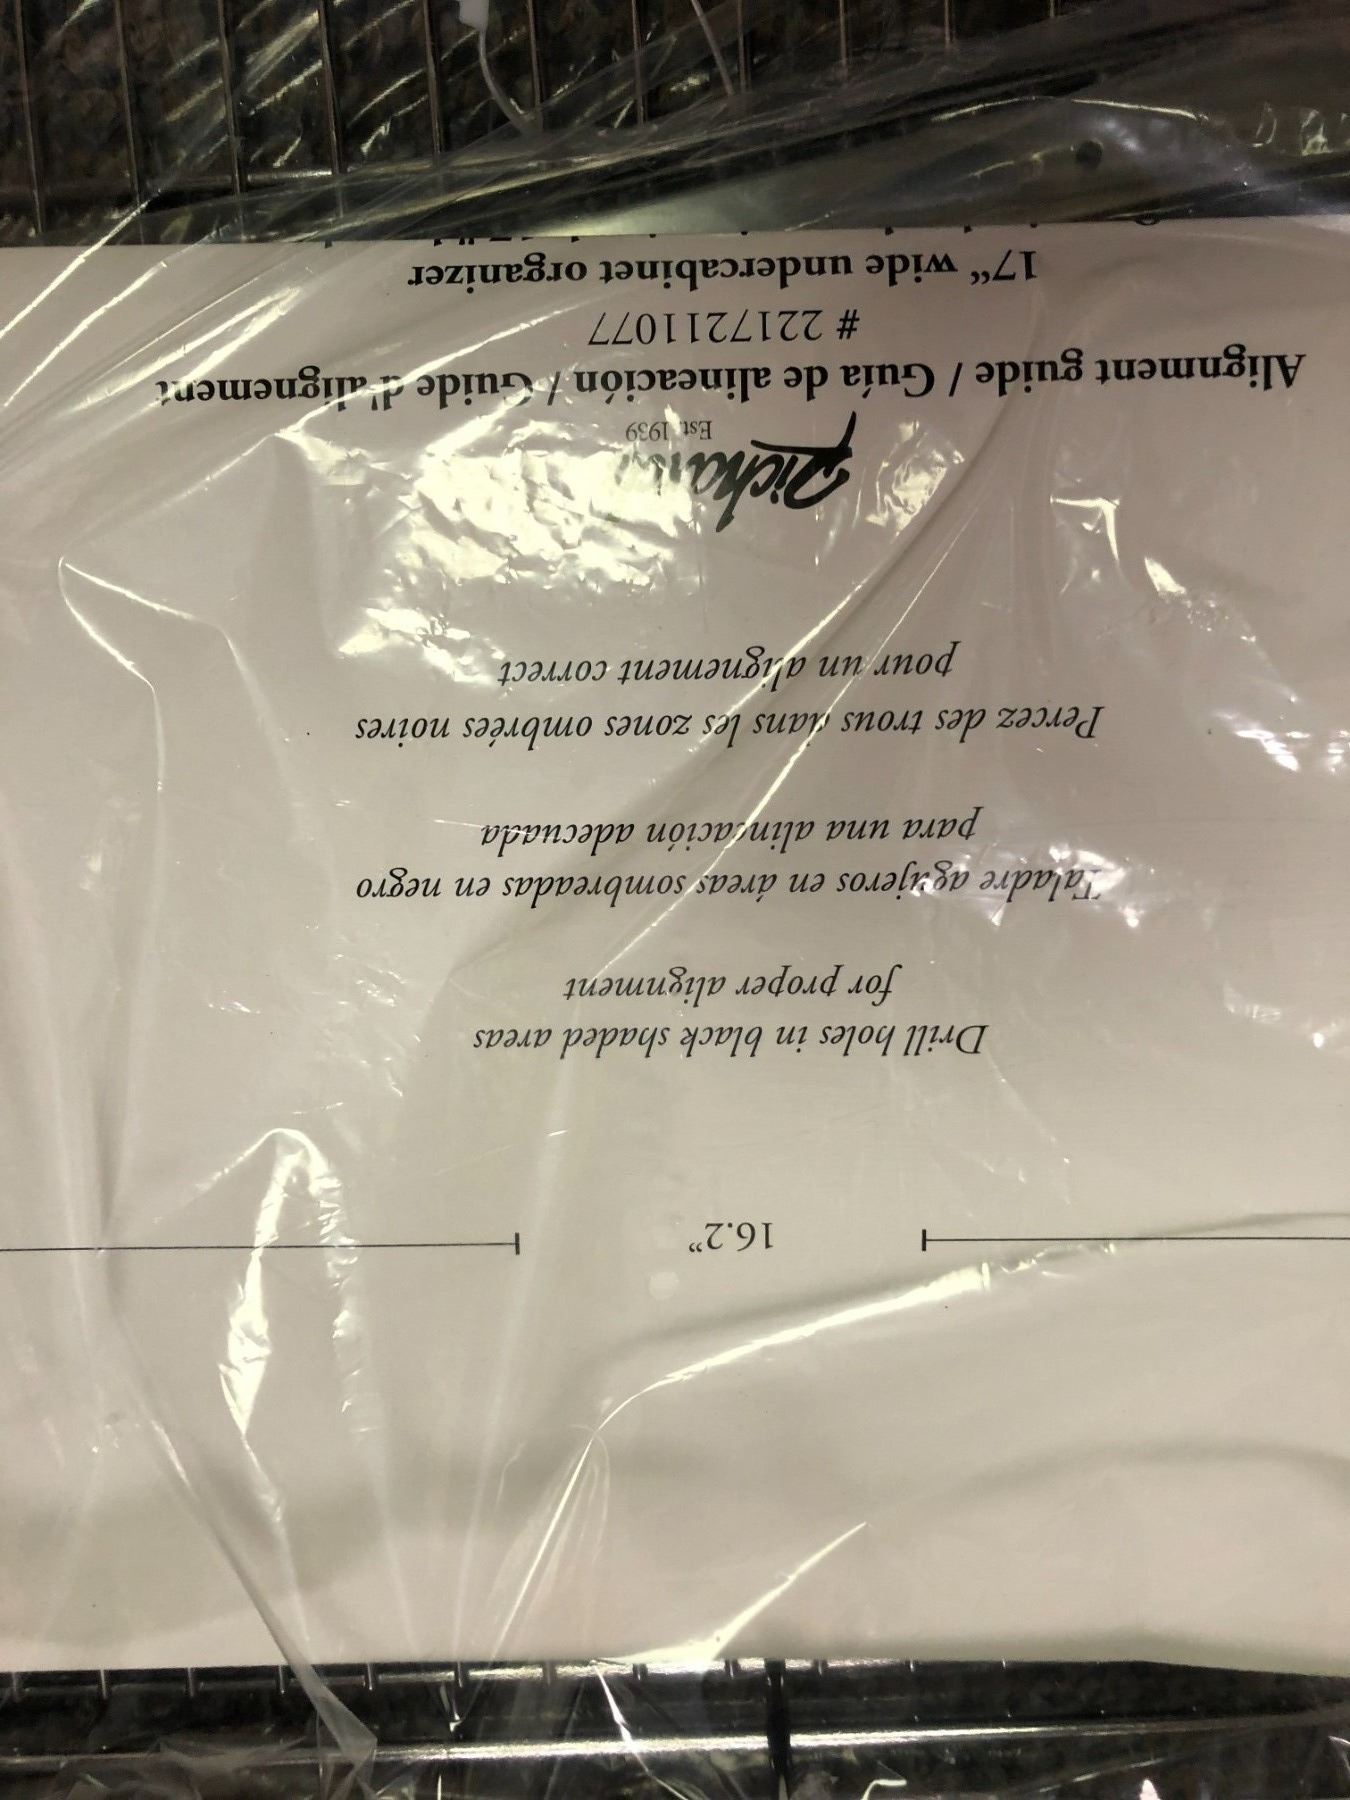 16.2”
Drill holes in black shaded areas
for proper alignment
Taladre agujeros en áreas sombreadas en negro
para una alineación adecuada
Percez des trous dans les zones ombrées noires
pour un alignement correct
Est. 1939
Alignment guide / Guía de alineación / Guide d'alignement
# 2217211077
17“ wide undercabinet organizer